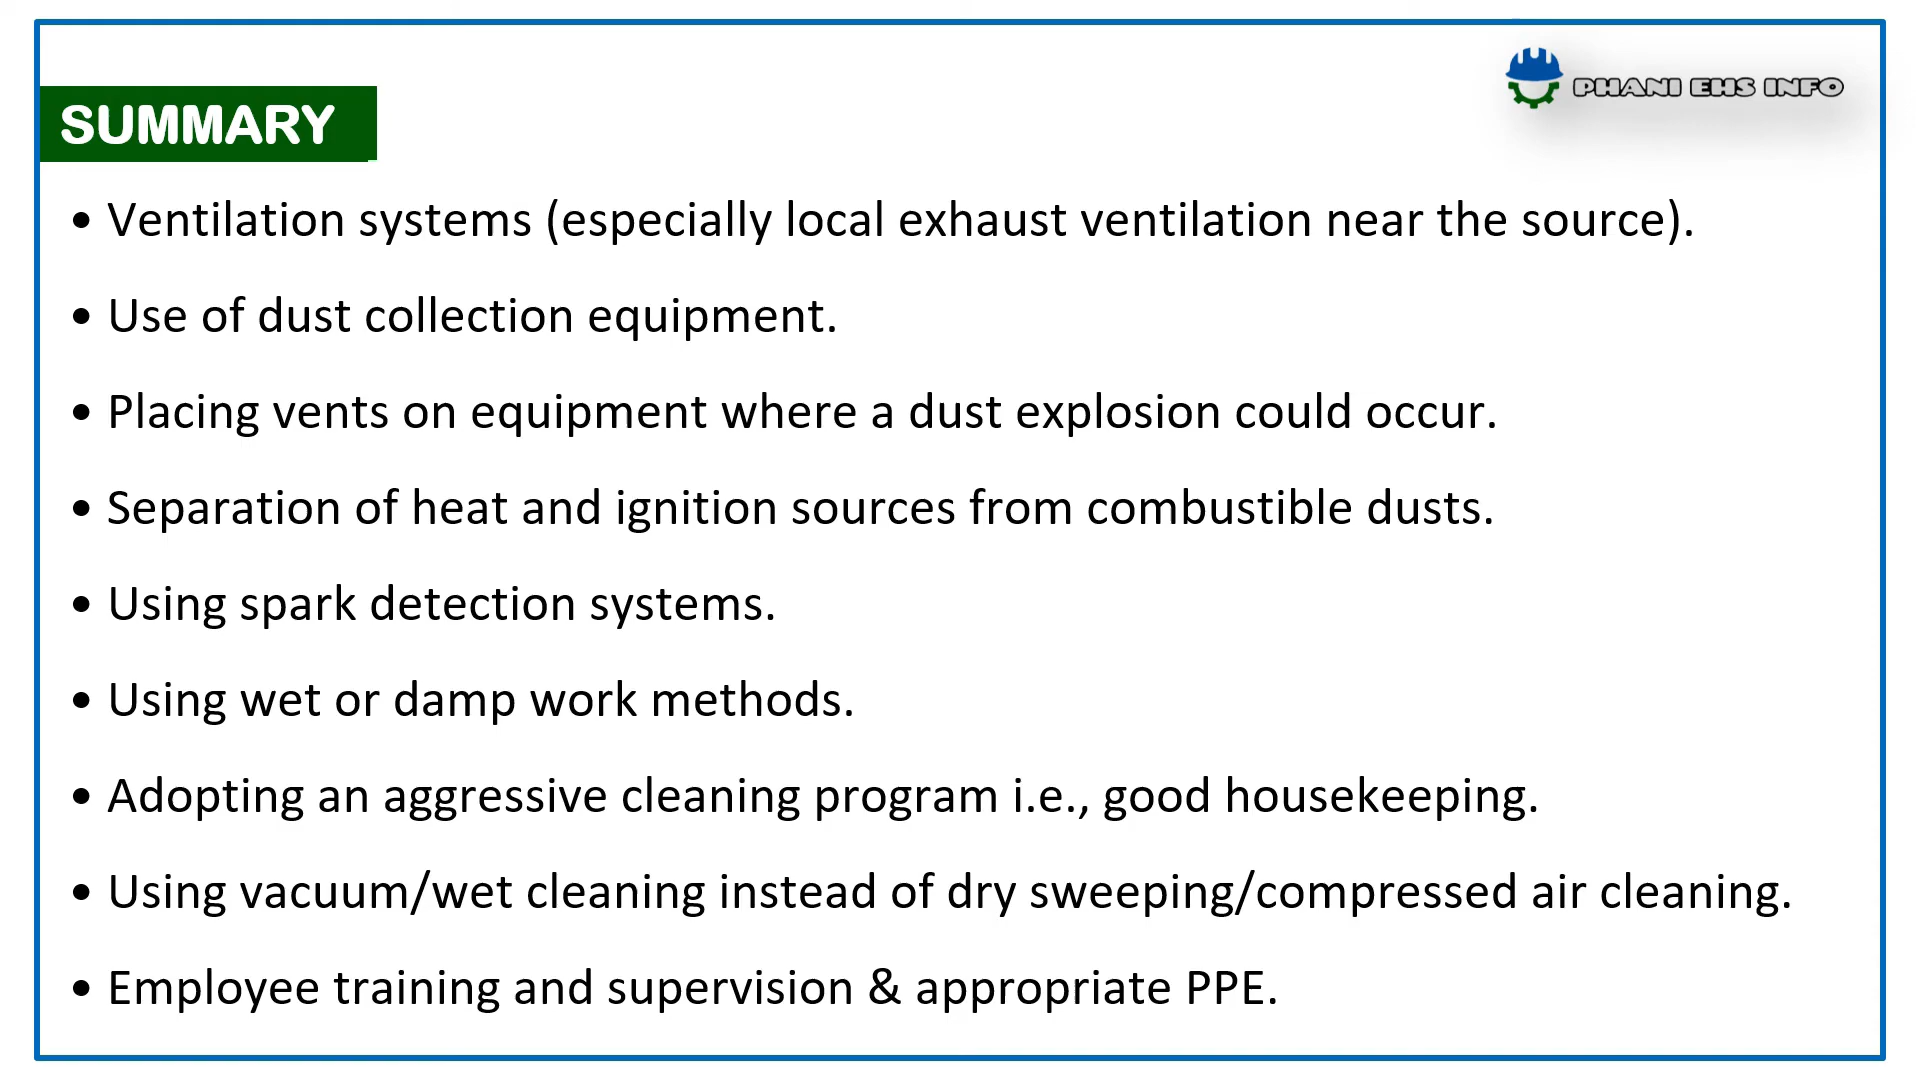 PHANI EHS INFO
SUMMARY
• Ventilation systems (especially local exhaust ventilation near the source).
• Use of dust collection equipment.
• Placing vents on equipment where a dust explosion could occur.
• Separation of heat and ignition sources from combustible dusts.
• Using spark detection systems.
• Using wet or damp work methods.
• Adopting an aggressive cleaning program i.e., good housekeeping.
• Using vacuum/wet cleaning instead of dry sweeping/compressed air cleaning.
• Employee training and supervision & appropriate PPE.